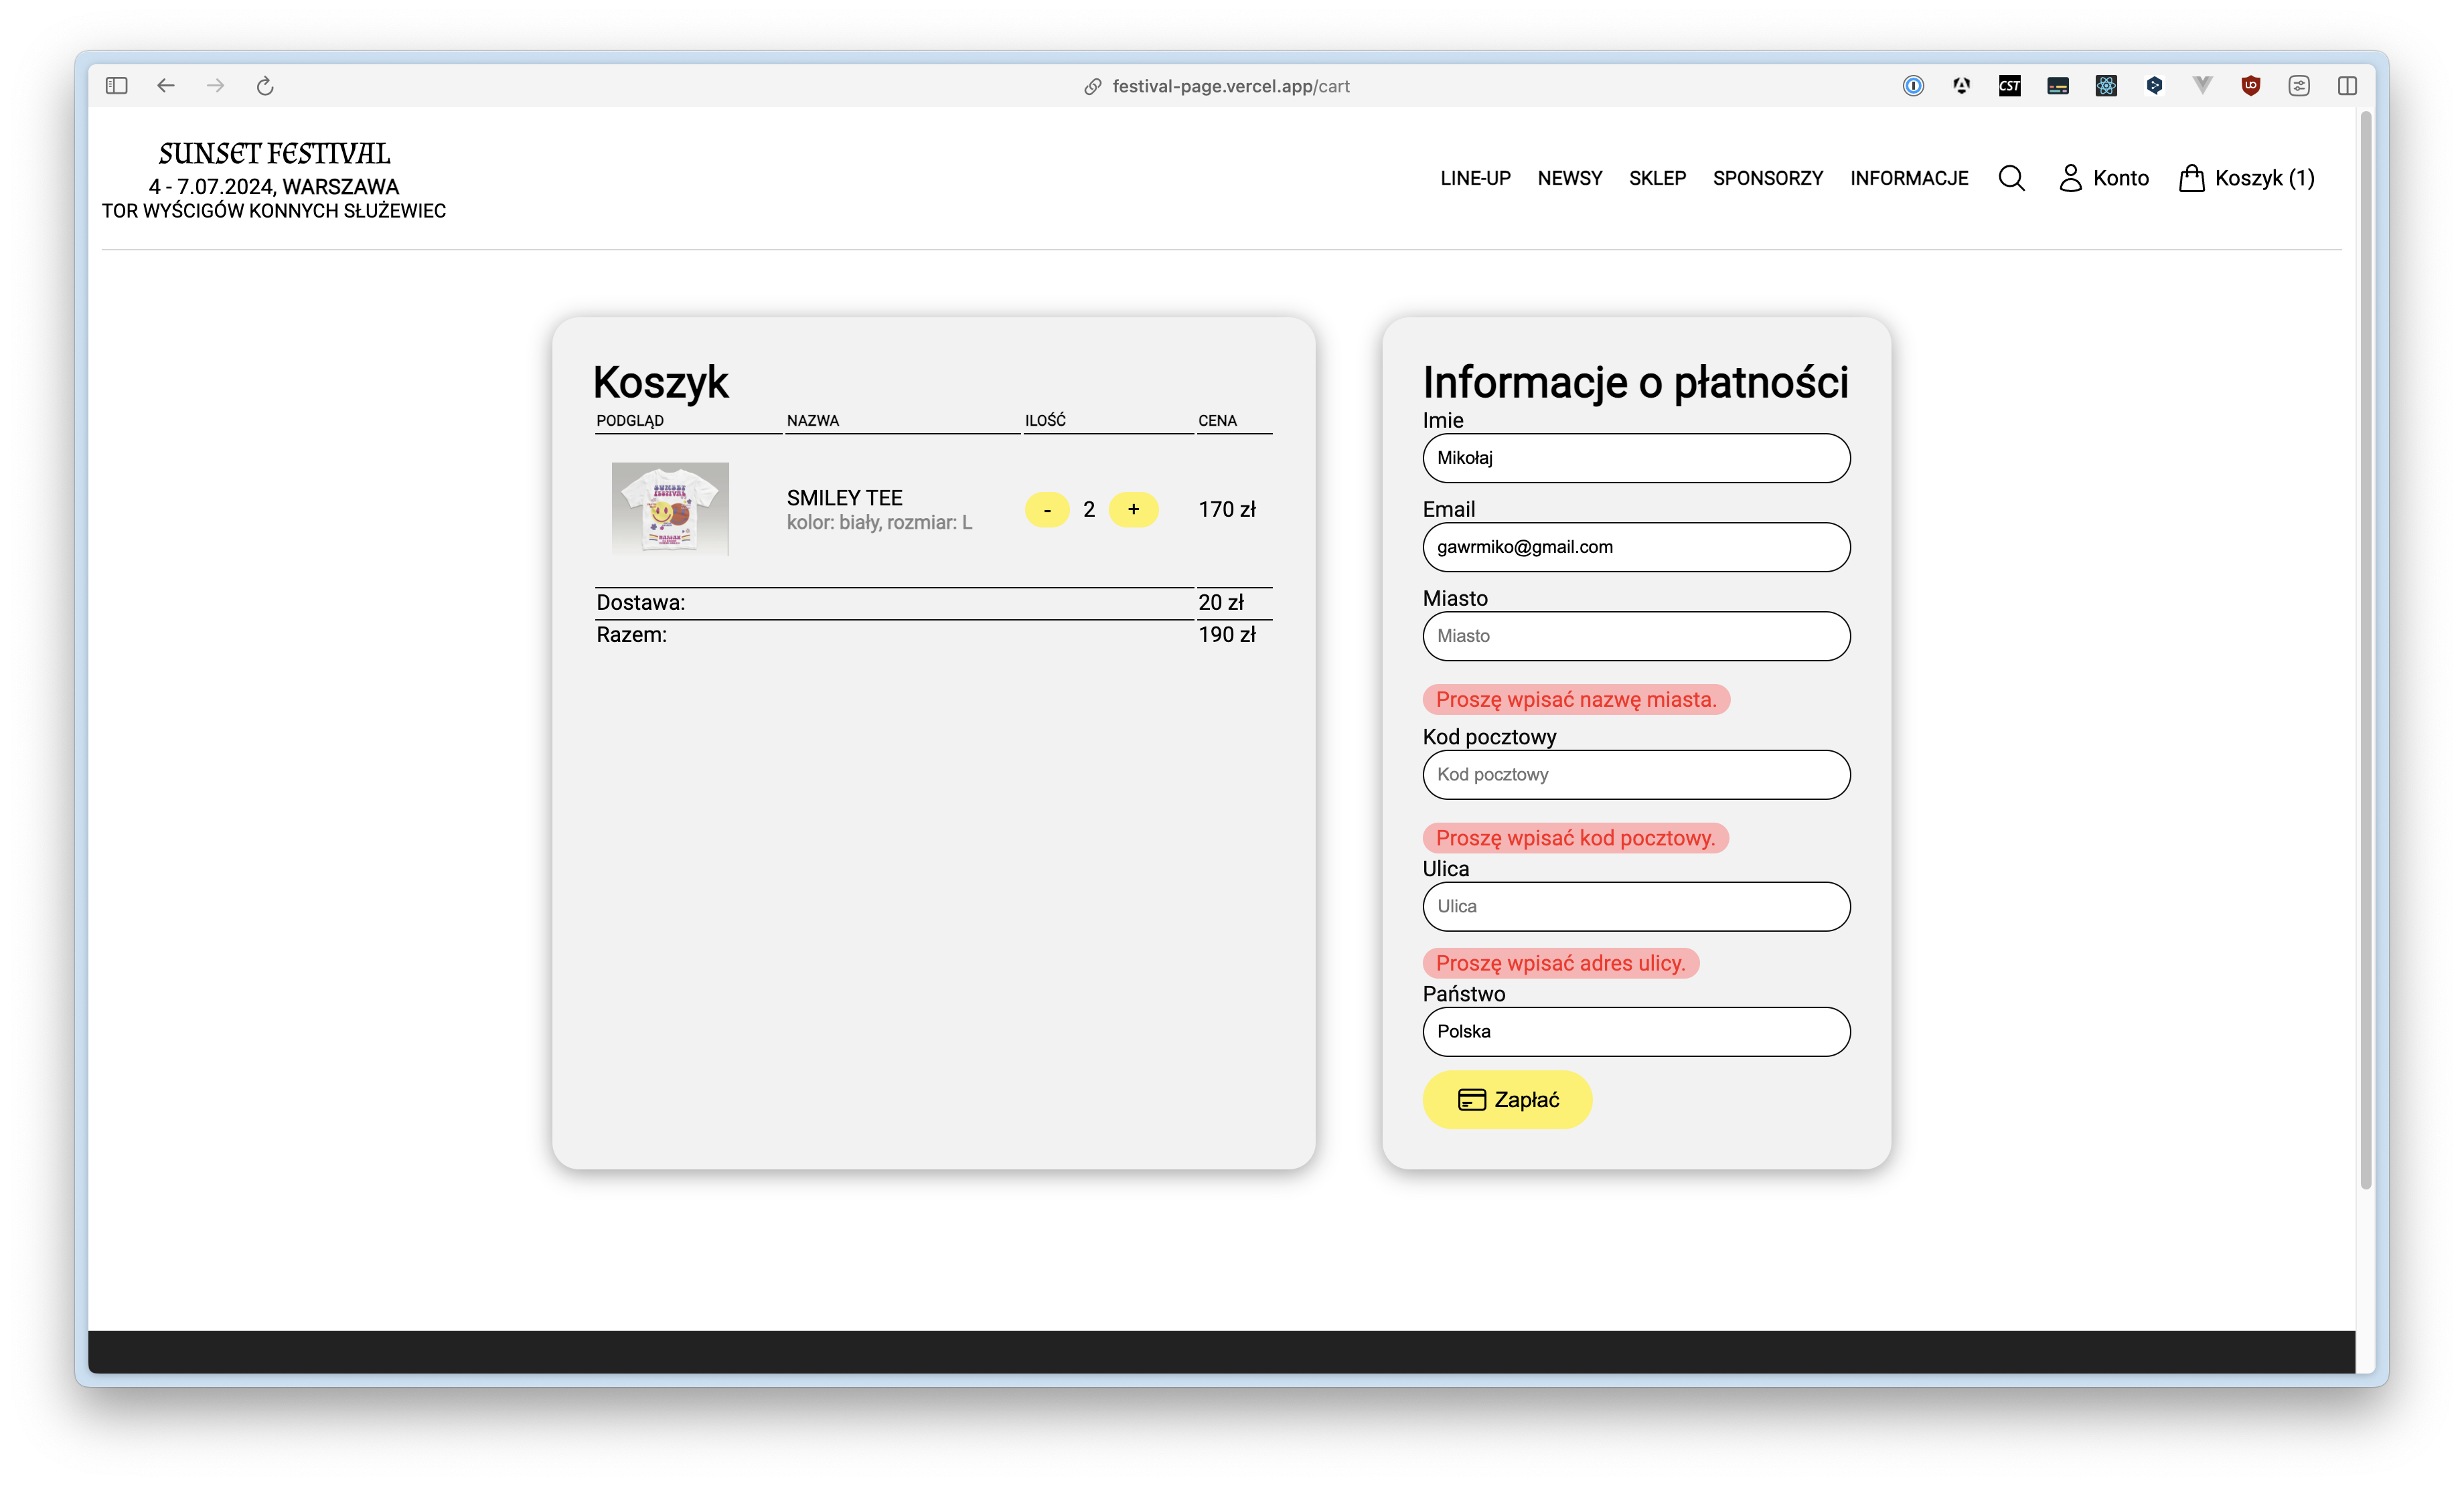 festival-page.vercel.app/cart
CST
SUNSET FESTIVAL
4 - 7.07.2024, WARSZAWA
TOR WYŚCIGÓW KONNYCH SŁUŻEWIEC
LINE-UP NEWSY SKLEP SPONSORZY INFORMACJE Konto Koszyk (1)
Koszyk
PODGLĄD NAZWA ILOŚĆ CENA
SUNSET
FESTIVAL
SMILEY TEE
kolor: biały, rozmiar: L
- 2 + 170 zł
Dostawa: 20 zł
Razem: 190 zł
Informacje o płatności
Imie
Mikołaj
Email
gawrmiko@gmail.com
Miasto
Miasto
Proszę wpisać nazwę miasta.
Kod pocztowy
Kod pocztowy
Proszę wpisać kod pocztowy.
Ulica
Ulica
Proszę wpisać adres ulicy.
Państwo
Polska
Zapłać